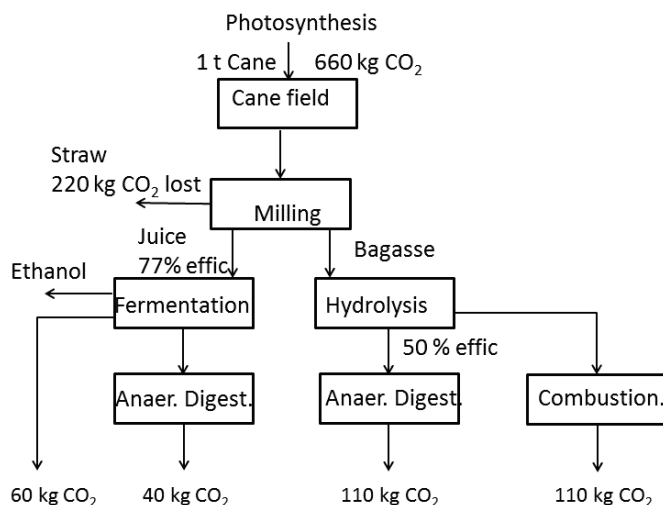 Photosynthesis
1 t Cane 660 kg CO₂
Cane field
Straw
220 kg CO₂ lost
Milling
Juice
77% effic
Bagasse
Ethanol
Fermentation
Hydrolysis
50 % effic
Anaer. Digest.
Anaer. Digest.
Combustion.
60 kg CO₂
40 kg CO₂
110 kg CO₂
110 kg CO₂